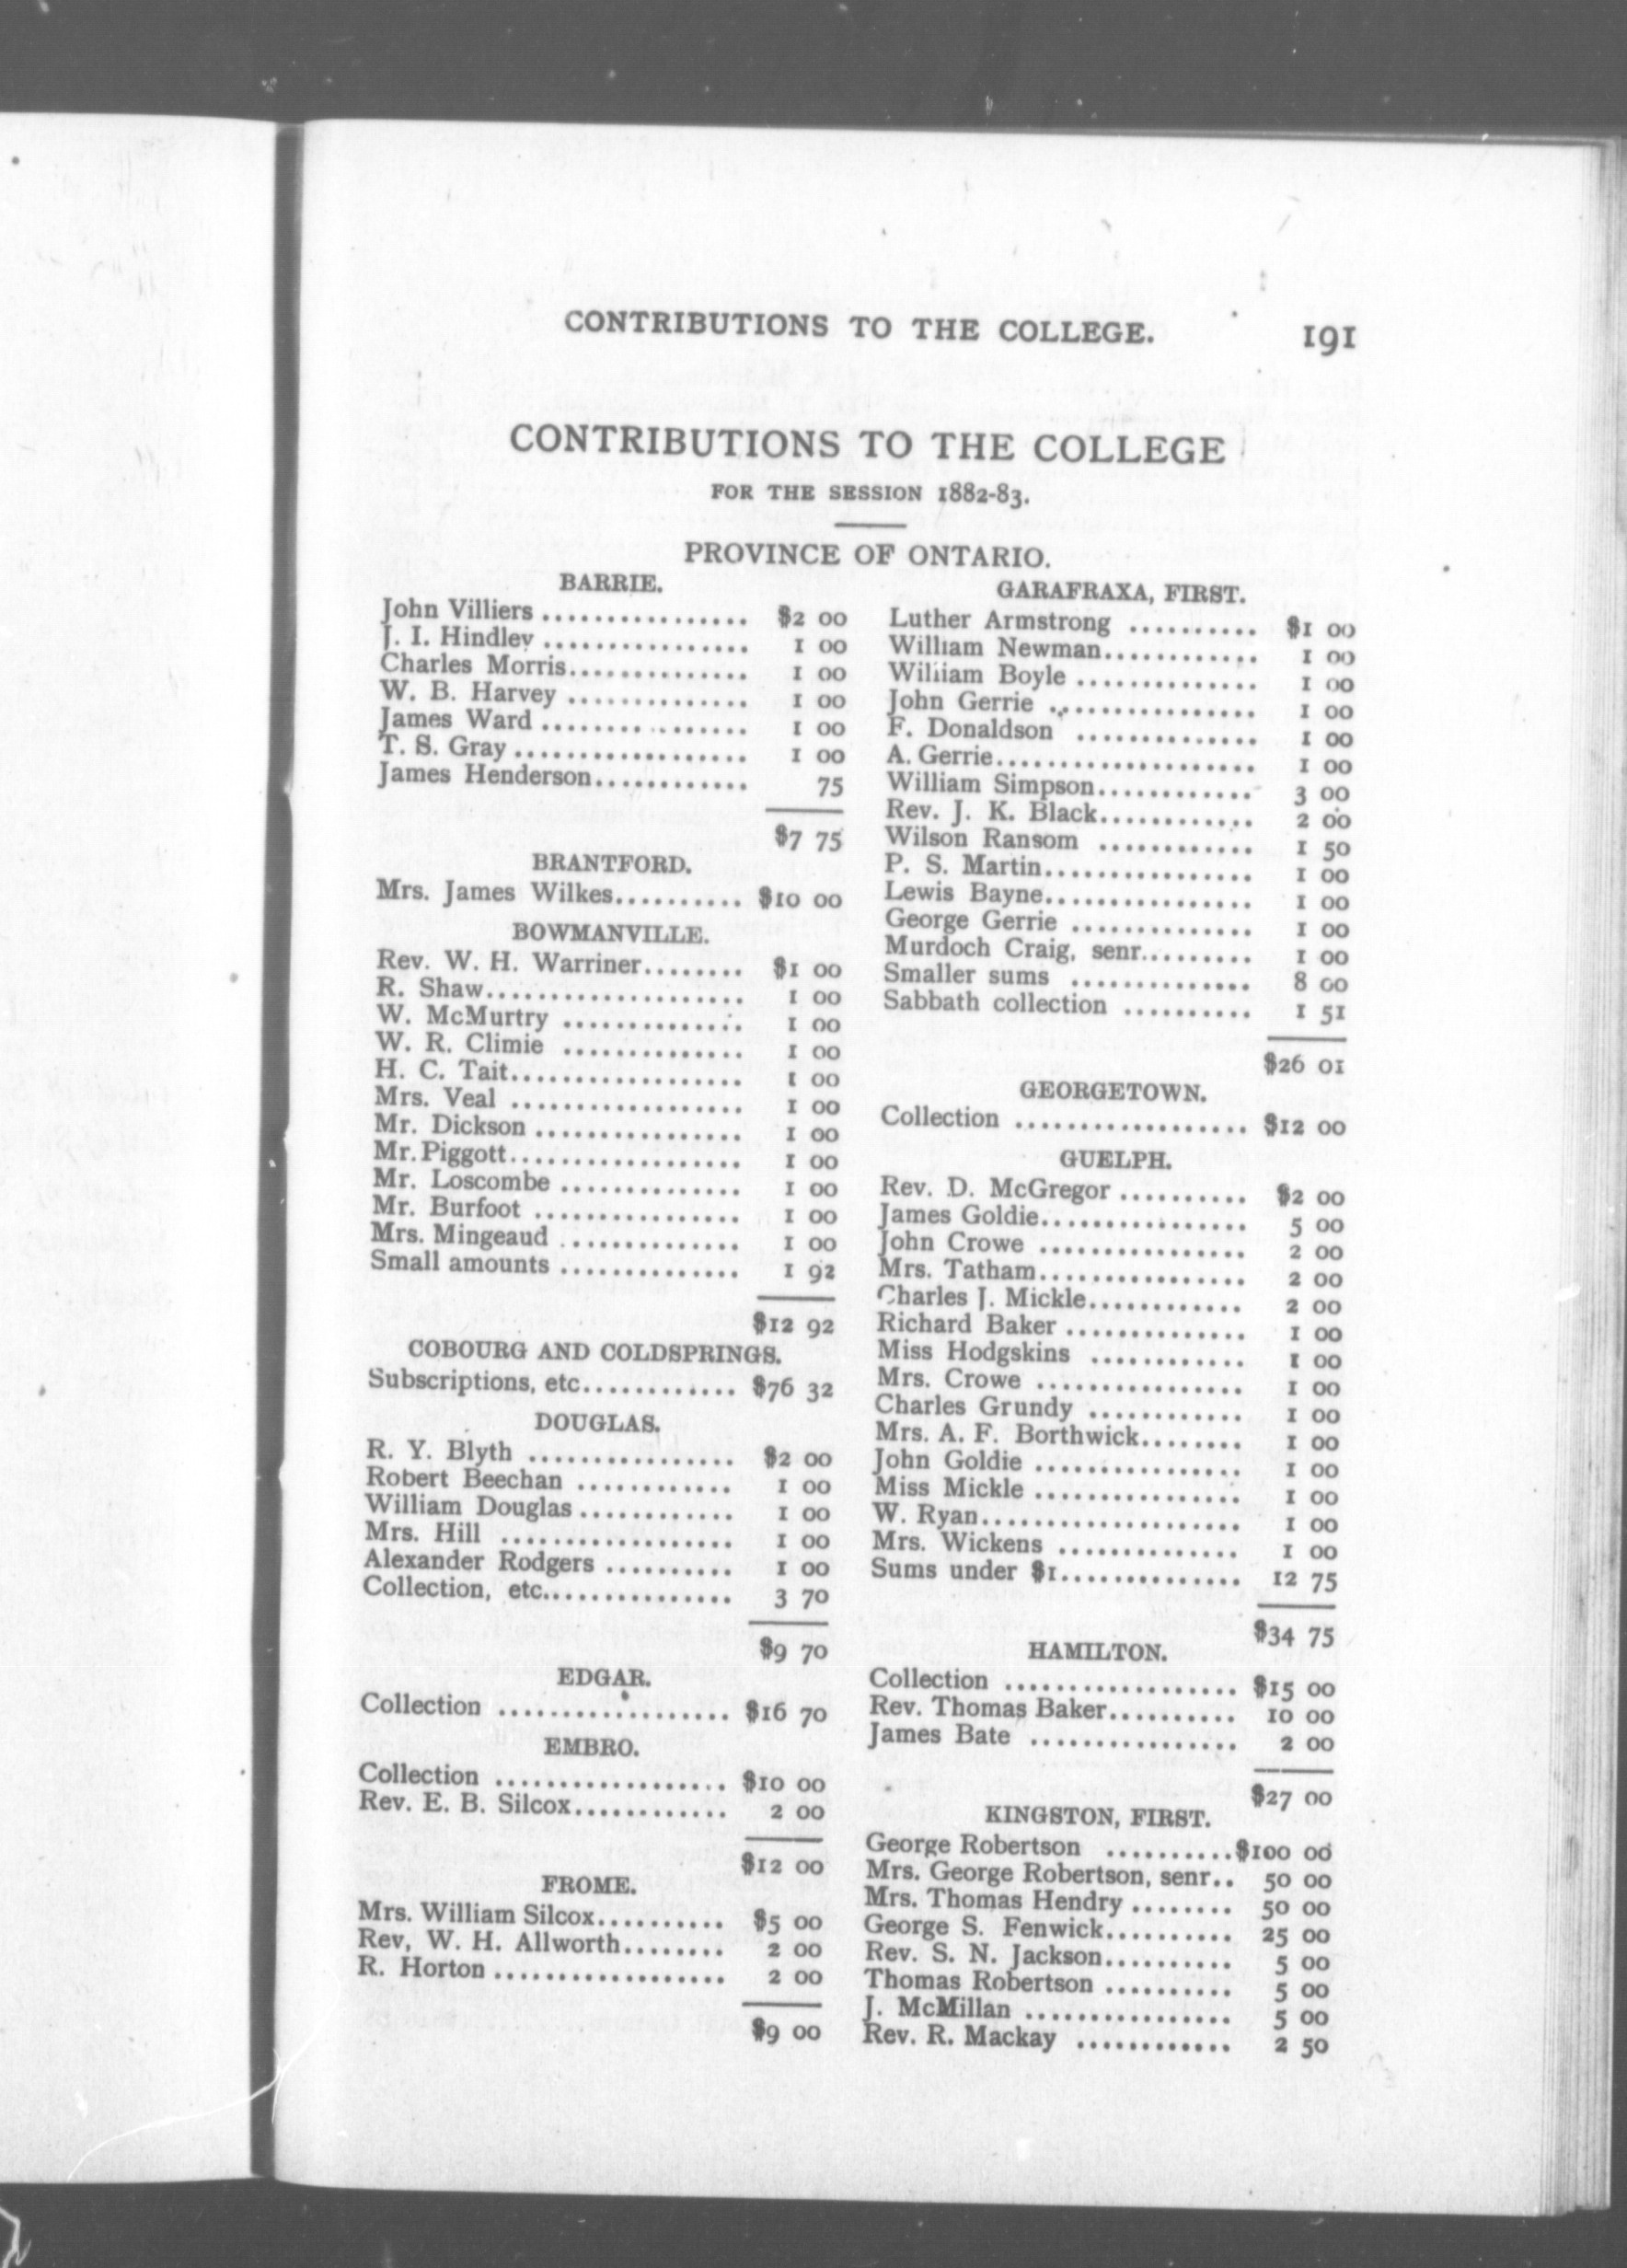 CONTRIBUTIONS TO THE COLLEGE. 191
CONTRIBUTIONS TO THE COLLEGE
FOR THE SESSION 1882-83.
PROVINCE OF ONTARIO.
BARRIE.
John Villiers ................ $2 00
J. I. Hindley ................ 1 00
Charles Morris.............. 1 00
W. B. Harvey .............. 1 00
James Ward ................ 1 00
T. S. Gray .................. 1 00
James Henderson............ 75
$7 75
BRANTFORD.
Mrs. James Wilkes.......... $10 00
BOWMANVILLE.
Rev. W. H. Warriner........ $1 00
R. Shaw.................... 1 00
W. McMurtry .............. 1 00
W. R. Climie .............. 1 00
H. C. Tait.................. 1 00
Mrs. Veal .................. 1 00
Mr. Dickson ................ 1 00
Mr. Piggott.................. 1 00
Mr. Loscombe .............. 1 00
Mr. Burfoot ................ 1 00
Mrs. Mingeaud .............. 1 00
Small amounts .............. 1 92
$12 92
COBOURG AND COLDSPRINGS.
Subscriptions, etc............ $76 32
DOUGLAS.
R. Y. Blyth ................ $2 00
Robert Beechan ............ 1 00
William Douglas ............ 1 00
Mrs. Hill .................. 1 00
Alexander Rodgers .......... 1 00
Collection, etc............... 3 70
$9 70
EDGAR.
Collection .................. $16 70
EMBRO.
Collection .................. $10 00
Rev. E. B. Silcox............ 2 00
$12 00
FROME.
Mrs. William Silcox.......... $5 00
Rev, W. H. Allworth........ 2 00
R. Horton .................. 2 00
$9 00
GARAFRAXA, FIRST.
Luther Armstrong .......... $1 00
William Newman............ 1 00
William Boyle .............. 1 00
John Gerrie ................ 1 00
F. Donaldson .............. 1 00
A. Gerrie.................... 1 00
William Simpson............ 3 00
Rev. J. K. Black............ 2 00
Wilson Ransom ............ 1 50
P. S. Martin................ 1 00
Lewis Bayne................ 1 00
George Gerrie .............. 1 00
Murdoch Craig, senr......... 1 00
Smaller sums .............. 8 00
Sabbath collection .......... 1 51
$26 01
GEORGETOWN.
Collection .................. $12 00
GUELPH.
Rev. D. McGregor .......... $2 00
James Goldie................ 5 00
John Crowe ................ 2 00
Mrs. Tatham................ 2 00
Charles J. Mickle............ 2 00
Richard Baker .............. 1 00
Miss Hodgskins ............ 1 00
Mrs. Crowe ................ 1 00
Charles Grundy ............ 1 00
Mrs. A. F. Borthwick........ 1 00
John Goldie ................ 1 00
Miss Mickle ................ 1 00
W. Ryan.................... 1 00
Mrs. Wickens .............. 1 00
Sums under $1.............. 12 75
$34 75
HAMILTON.
Collection .................. $15 00
Rev. Thomas Baker.......... 10 00
James Bate ................ 2 00
$27 00
KINGSTON, FIRST.
George Robertson ..........$100 00
Mrs. George Robertson, senr.. 50 00
Mrs. Thomas Hendry ........ 50 00
George S. Fenwick.......... 25 00
Rev. S. N. Jackson.......... 5 00
Thomas Robertson .......... 5 00
J. McMillan ................ 5 00
Rev. R. Mackay ............ 2 50